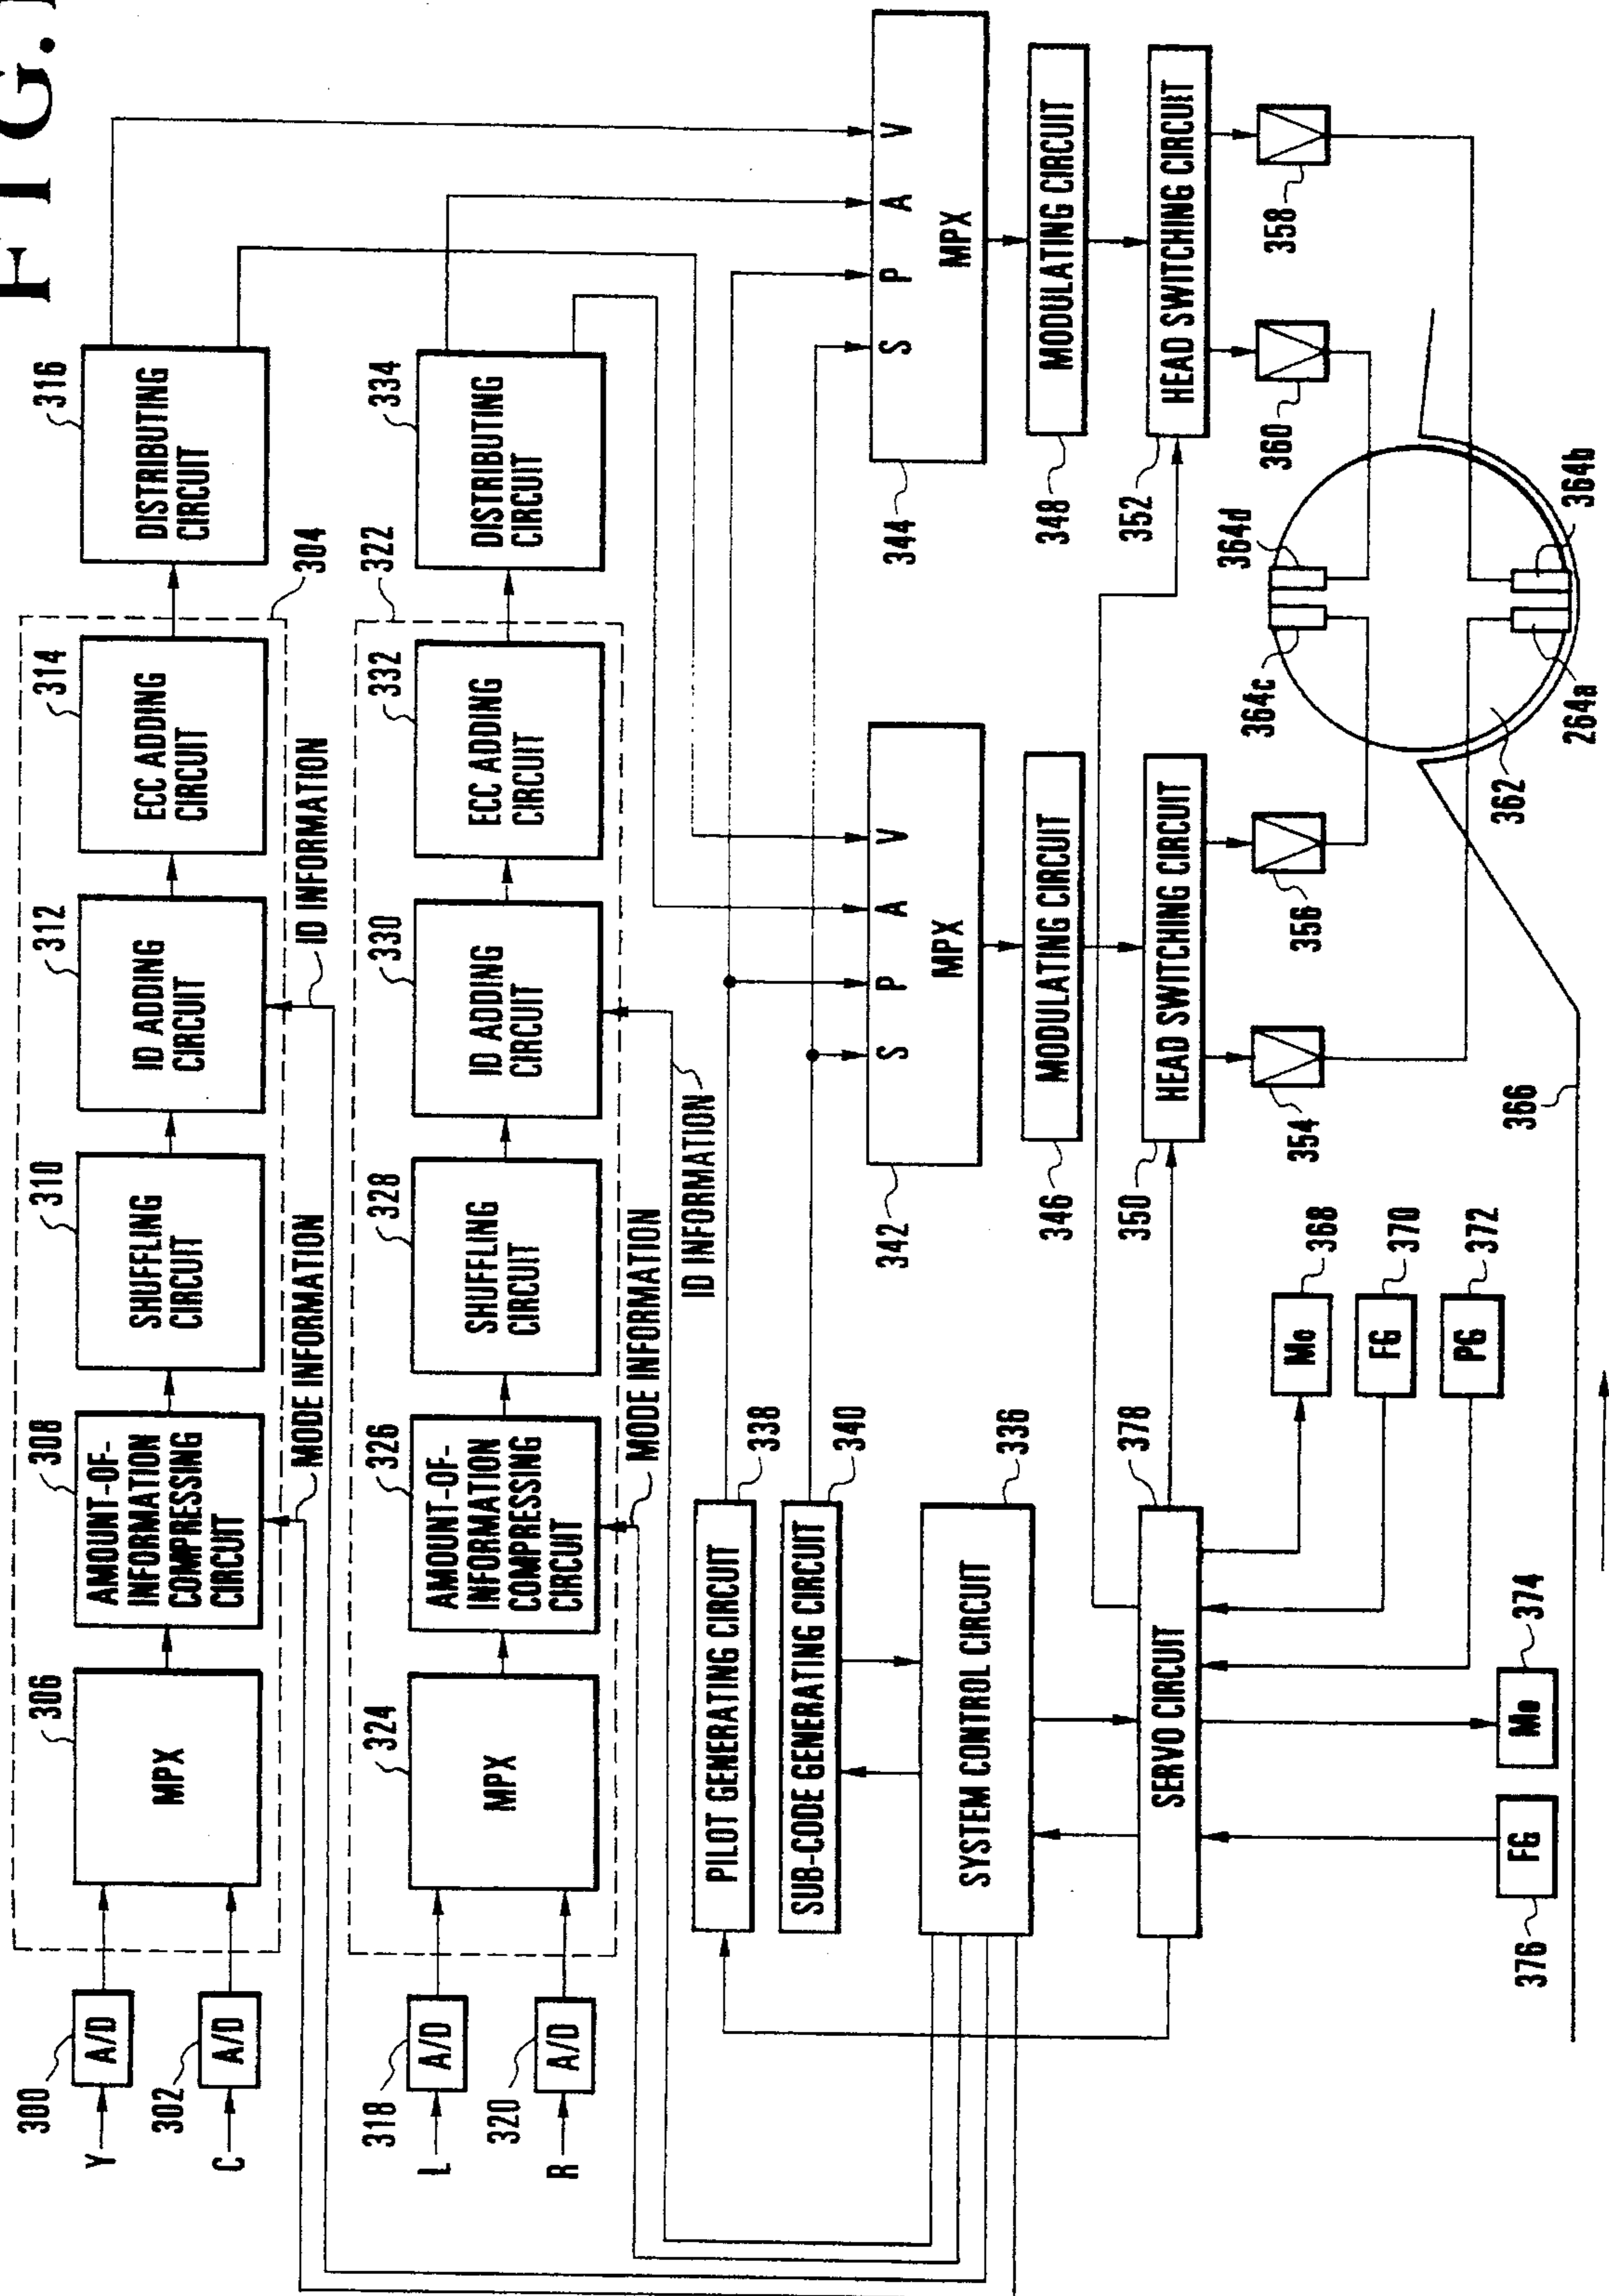 FIG.
Y
300
A/D
C
302
A/D
306
MPX
308
AMOUNT-OF-
INFORMATION
COMPRESSING
CIRCUIT
310
SHUFFLING
CIRCUIT
312
ID ADDING
CIRCUIT
314
ECC ADDING
CIRCUIT
316
DISTRIBUTING
CIRCUIT
304
MODE INFORMATION
ID INFORMATION
L
318
A/D
R
320
A/D
322
324
MPX
326
AMOUNT-OF-
INFORMATION
COMPRESSING
CIRCUIT
328
SHUFFLING
CIRCUIT
330
ID ADDING
CIRCUIT
332
ECC ADDING
CIRCUIT
334
DISTRIBUTING
CIRCUIT
MODE INFORMATION
ID INFORMATION
PILOT GENERATING CIRCUIT
338
SUB-CODE GENERATING CIRCUIT
340
SYSTEM CONTROL CIRCUIT
336
SERVO CIRCUIT
378
S P A V
MPX
342
S P A V
MPX
344
346
MODULATING CIRCUIT
348
MODULATING CIRCUIT
350
HEAD SWITCHING CIRCUIT
352
HEAD SWITCHING CIRCUIT
354
356
360
358
364c
364d
264a
364b
362
366
Mo
368
FG
370
PG
372
Mo
374
FG
376